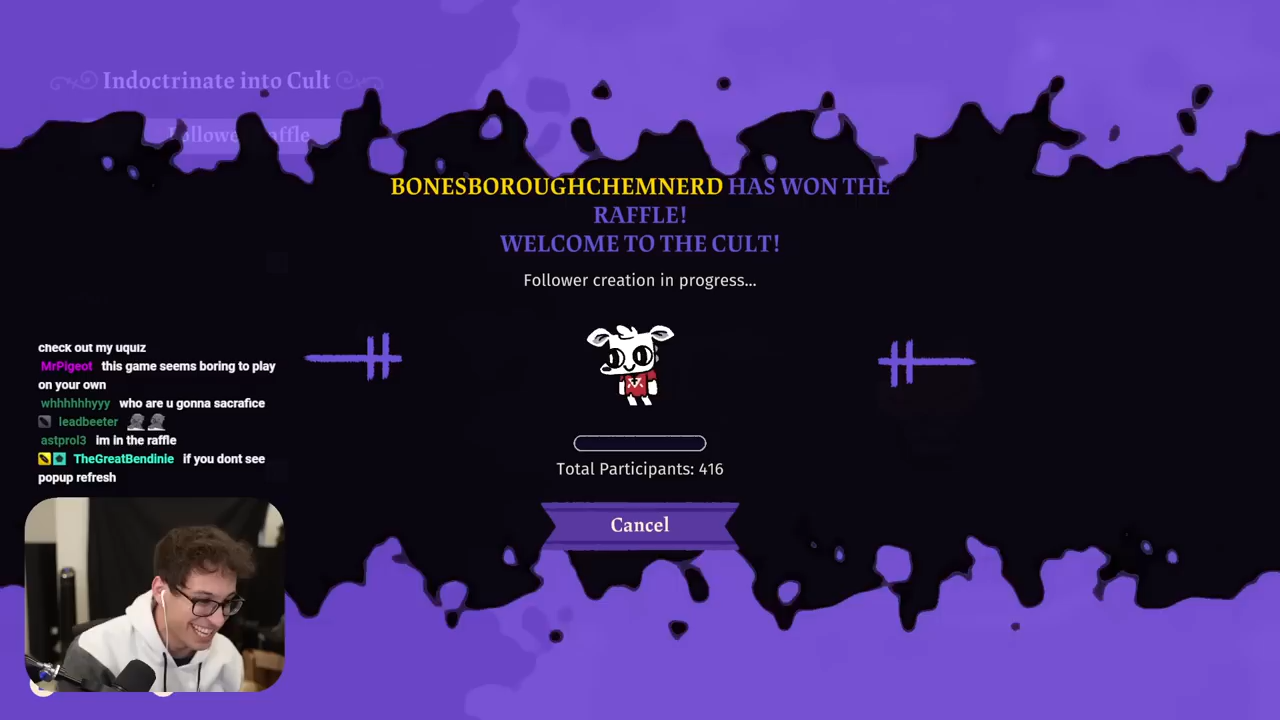 Indoctrinate into Cult
Follower Raffle
BONESBOROUGHCHEMNERD HAS WON THE
RAFFLE!
WELCOME TO THE CULT!
Follower creation in progress...
Total Participants: 416
Cancel
check out my uquiz
MrPigeot this game seems boring to play
on your own
whhhhhhyyy who are u gonna sacrafice
leadbeeter
astprol3 im in the raffle
TheGreatBendinie if you dont see
popup refresh